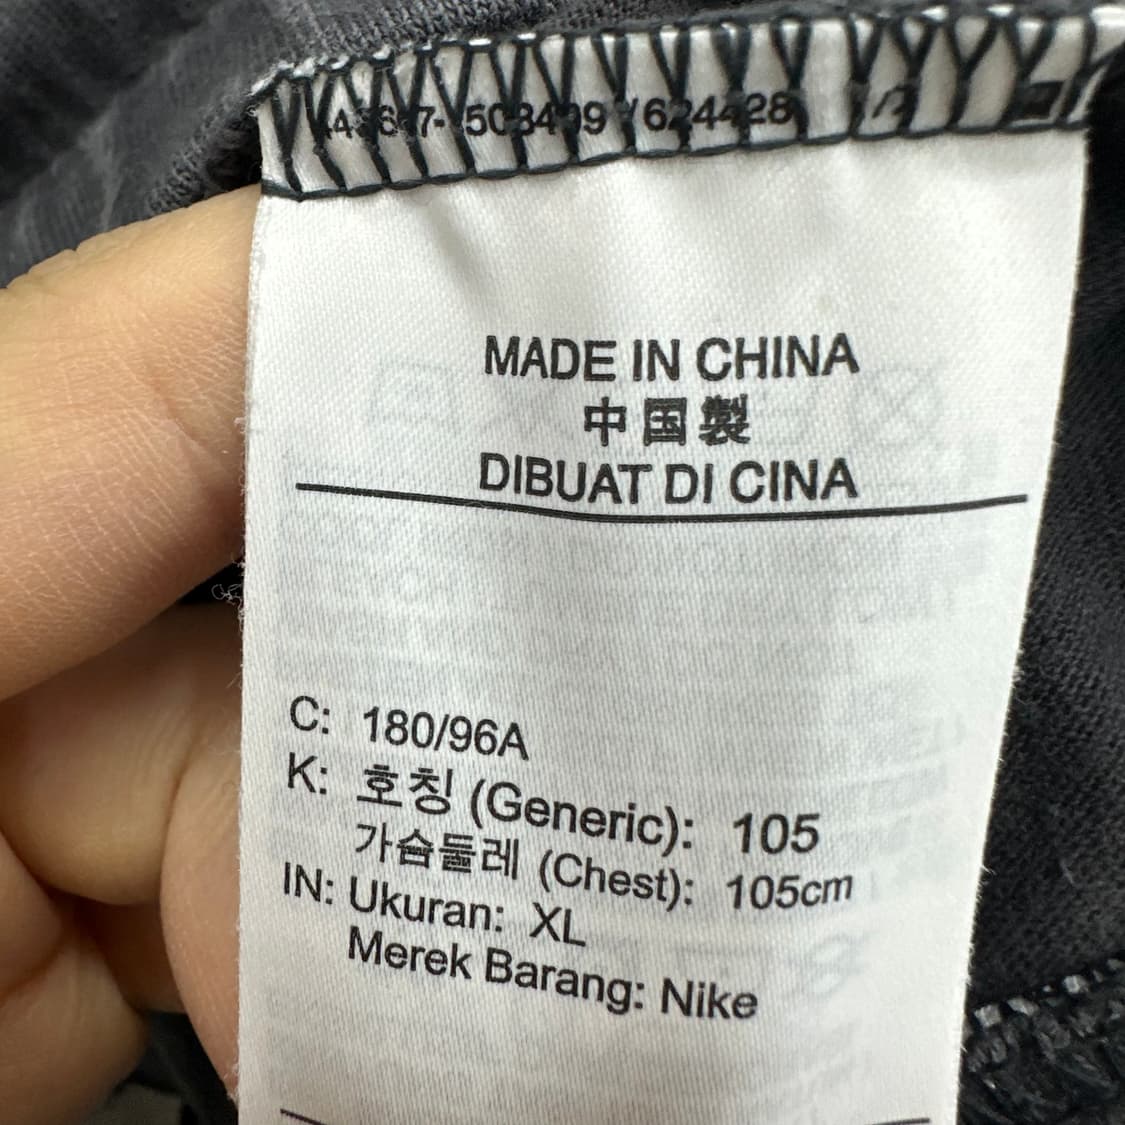 MADE IN CHINA
中国製
DIBUAT DI CINA
C: 180/96A
K: 호칭 (Generic): 105
가슴둘레 (Chest): 105cm
IN: Ukuran: XL
Merek Barang: Nike